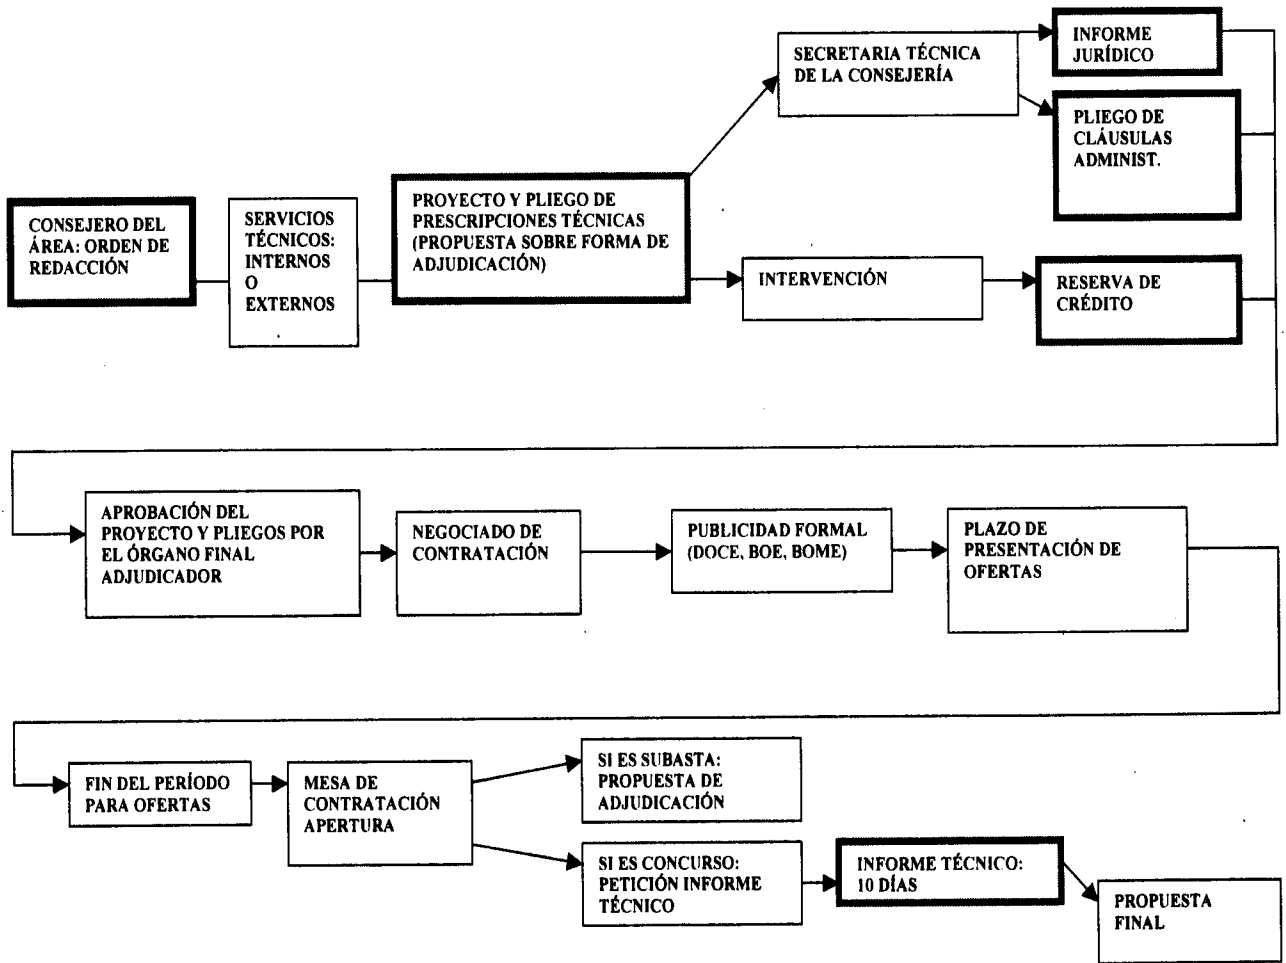 CONSEJERO DEL
ÁREA: ORDEN DE
REDACCIÓN
SERVICIOS
TÉCNICOS:
INTERNOS
O
EXTERNOS
PROYECTO Y PLIEGO DE
PRESCRIPCIONES TÉCNICAS
(PROPUESTA SOBRE FORMA DE
ADJUDICACIÓN)
SECRETARIA TÉCNICA
DE LA CONSEJERÍA
INFORME
JURÍDICO
PLIEGO DE
CLÁUSULAS
ADMINIST.
INTERVENCIÓN
RESERVA DE
CRÉDITO
APROBACIÓN DEL
PROYECTO Y PLIEGOS POR
EL ÓRGANO FINAL
ADJUDICADOR
NEGOCIADO DE
CONTRATACIÓN
PUBLICIDAD FORMAL
(DOCE, BOE, BOME)
PLAZO DE
PRESENTACIÓN DE
OFERTAS
FIN DEL PERÍODO
PARA OFERTAS
MESA DE
CONTRATACIÓN
APERTURA
SI ES SUBASTA:
PROPUESTA DE
ADJUDICACIÓN
SI ES CONCURSO:
PETICIÓN INFORME
TÉCNICO
INFORME TÉCNICO:
10 DÍAS
PROPUESTA
FINAL